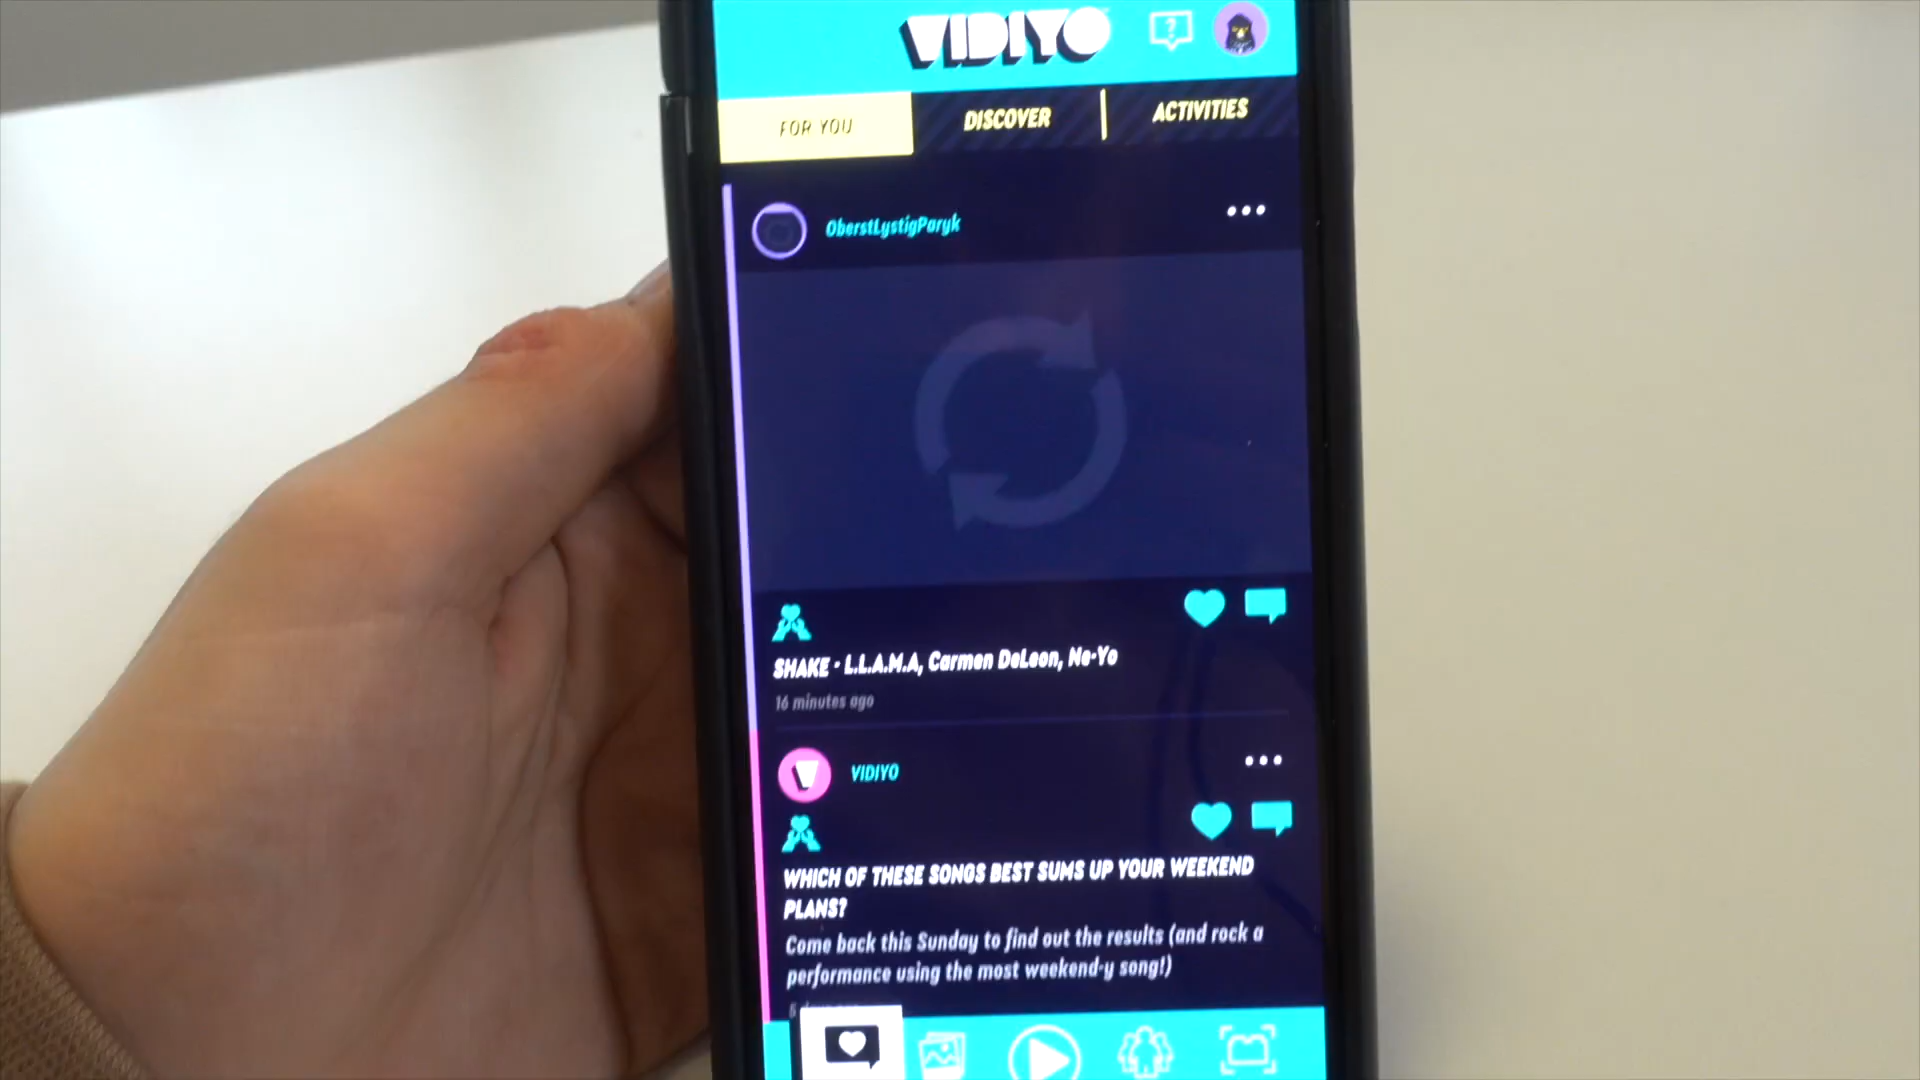 VIDIYO
?
FOR YOU
DISCOVER
ACTIVITIES
OberstLystigParyk
SHAKE - L.L.A.M.A, Carmen DeLeon, Ne-Yo
16 minutes ago
VIDIYO
WHICH OF THESE SONGS BEST SUMS UP YOUR WEEKEND
PLANS?
Come back this Sunday to find out the results (and rock a
performance using the most weekend-y song!)